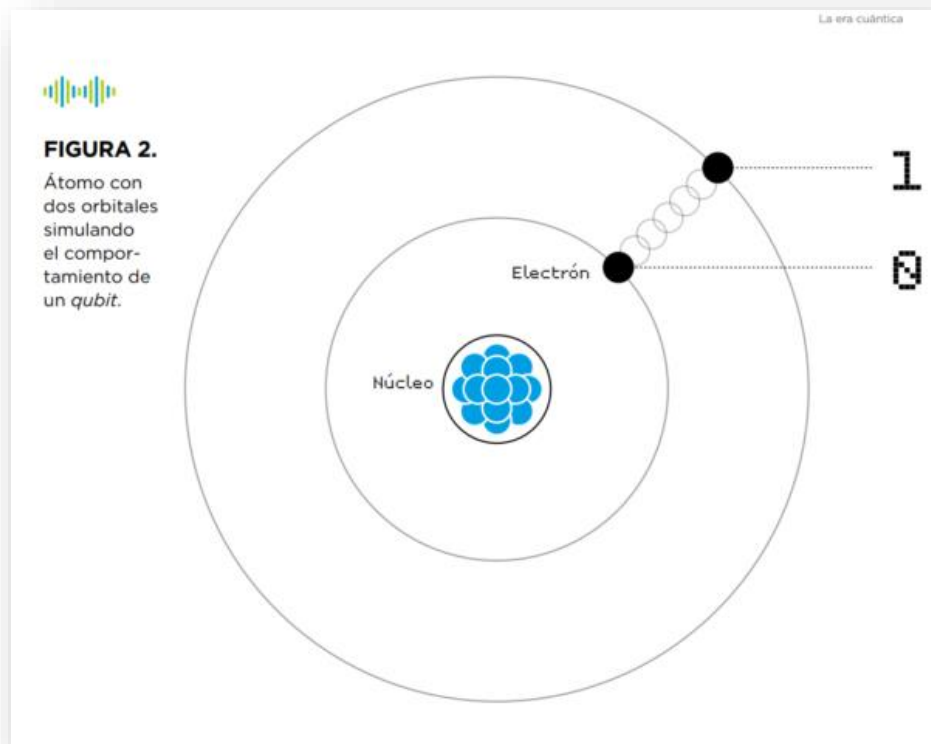 La era cuántica
FIGURA 2.
Átomo con
dos orbitales
simulando
el compor-
tamiento de
un qubit.
1
Electrón
0
Núcleo